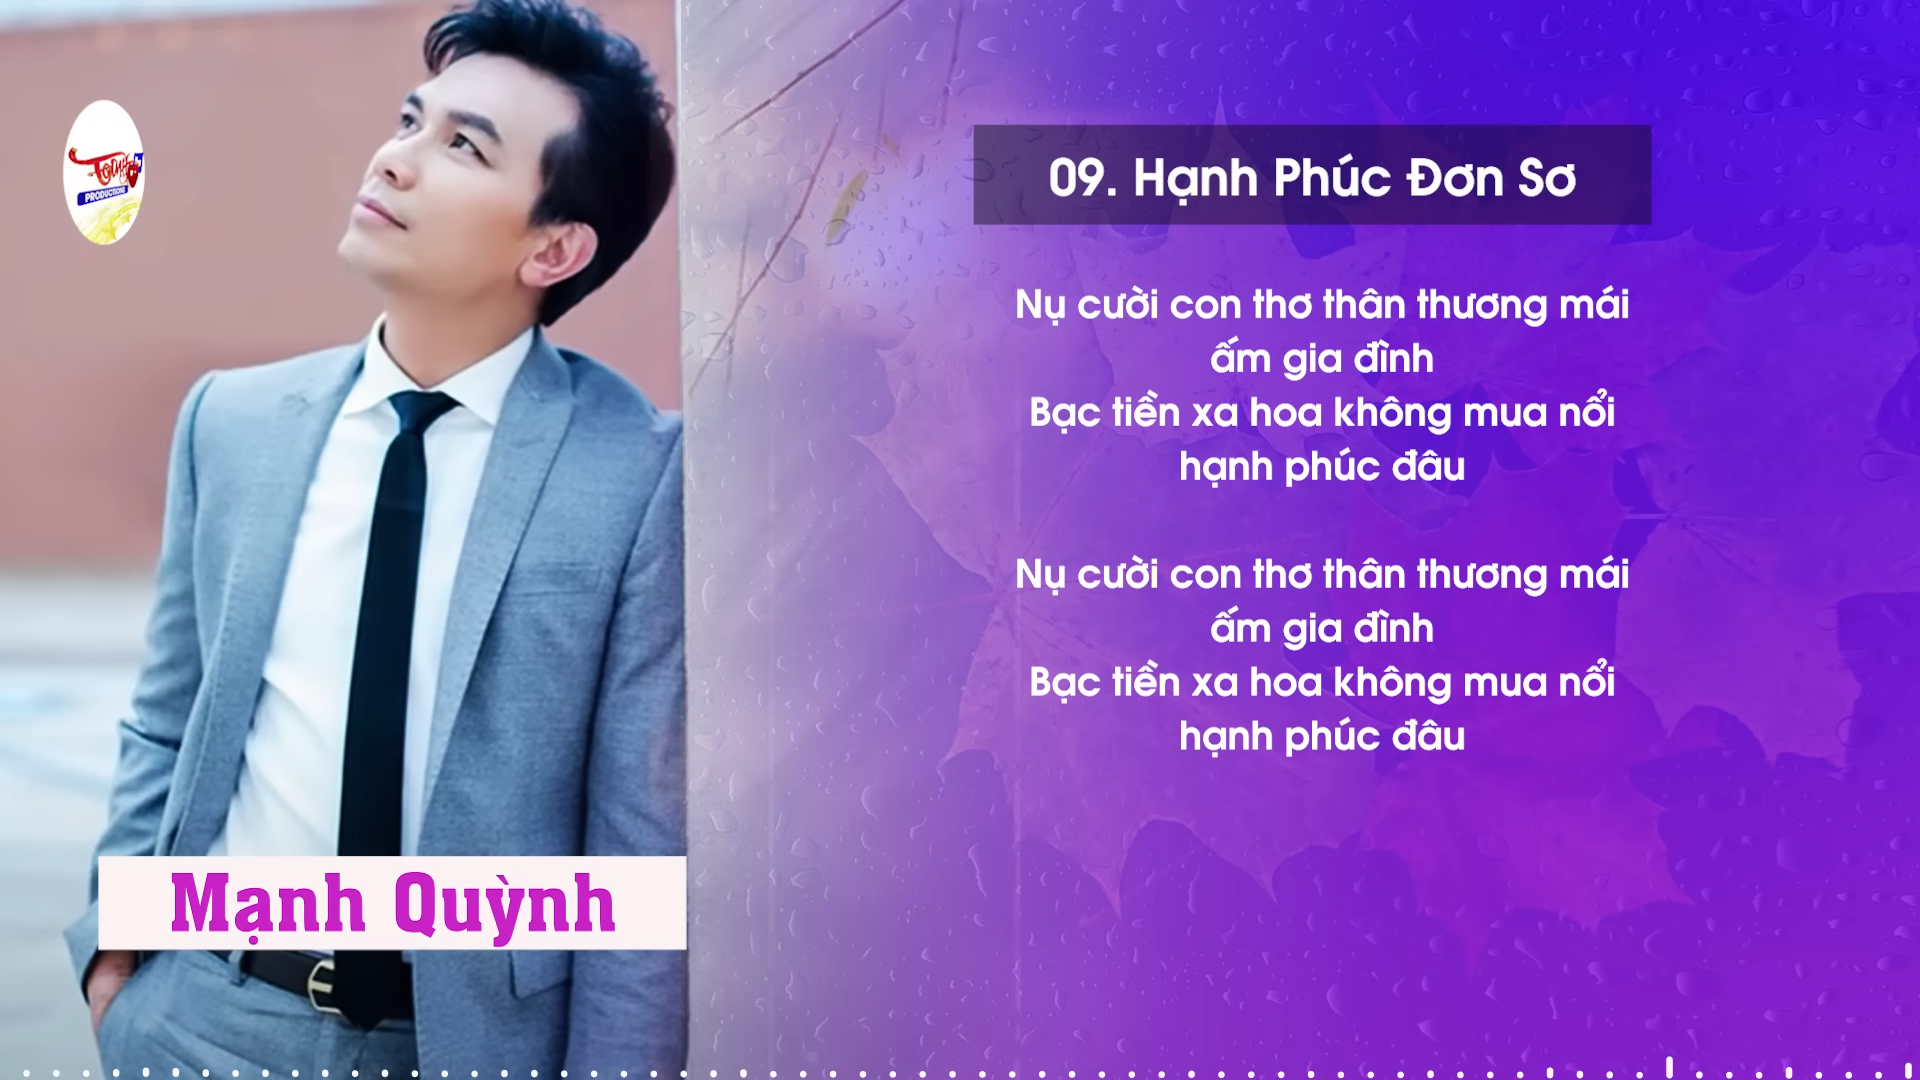 Today
PRODUCTIONS
09. Hạnh Phúc Đơn Sơ
Nụ cười con thơ thân thương mái
ấm gia đình
Bạc tiền xa hoa không mua nổi
hạnh phúc đâu
Nụ cười con thơ thân thương mái
ấm gia đình
Bạc tiền xa hoa không mua nổi
hạnh phúc đâu
Mạnh Quỳnh